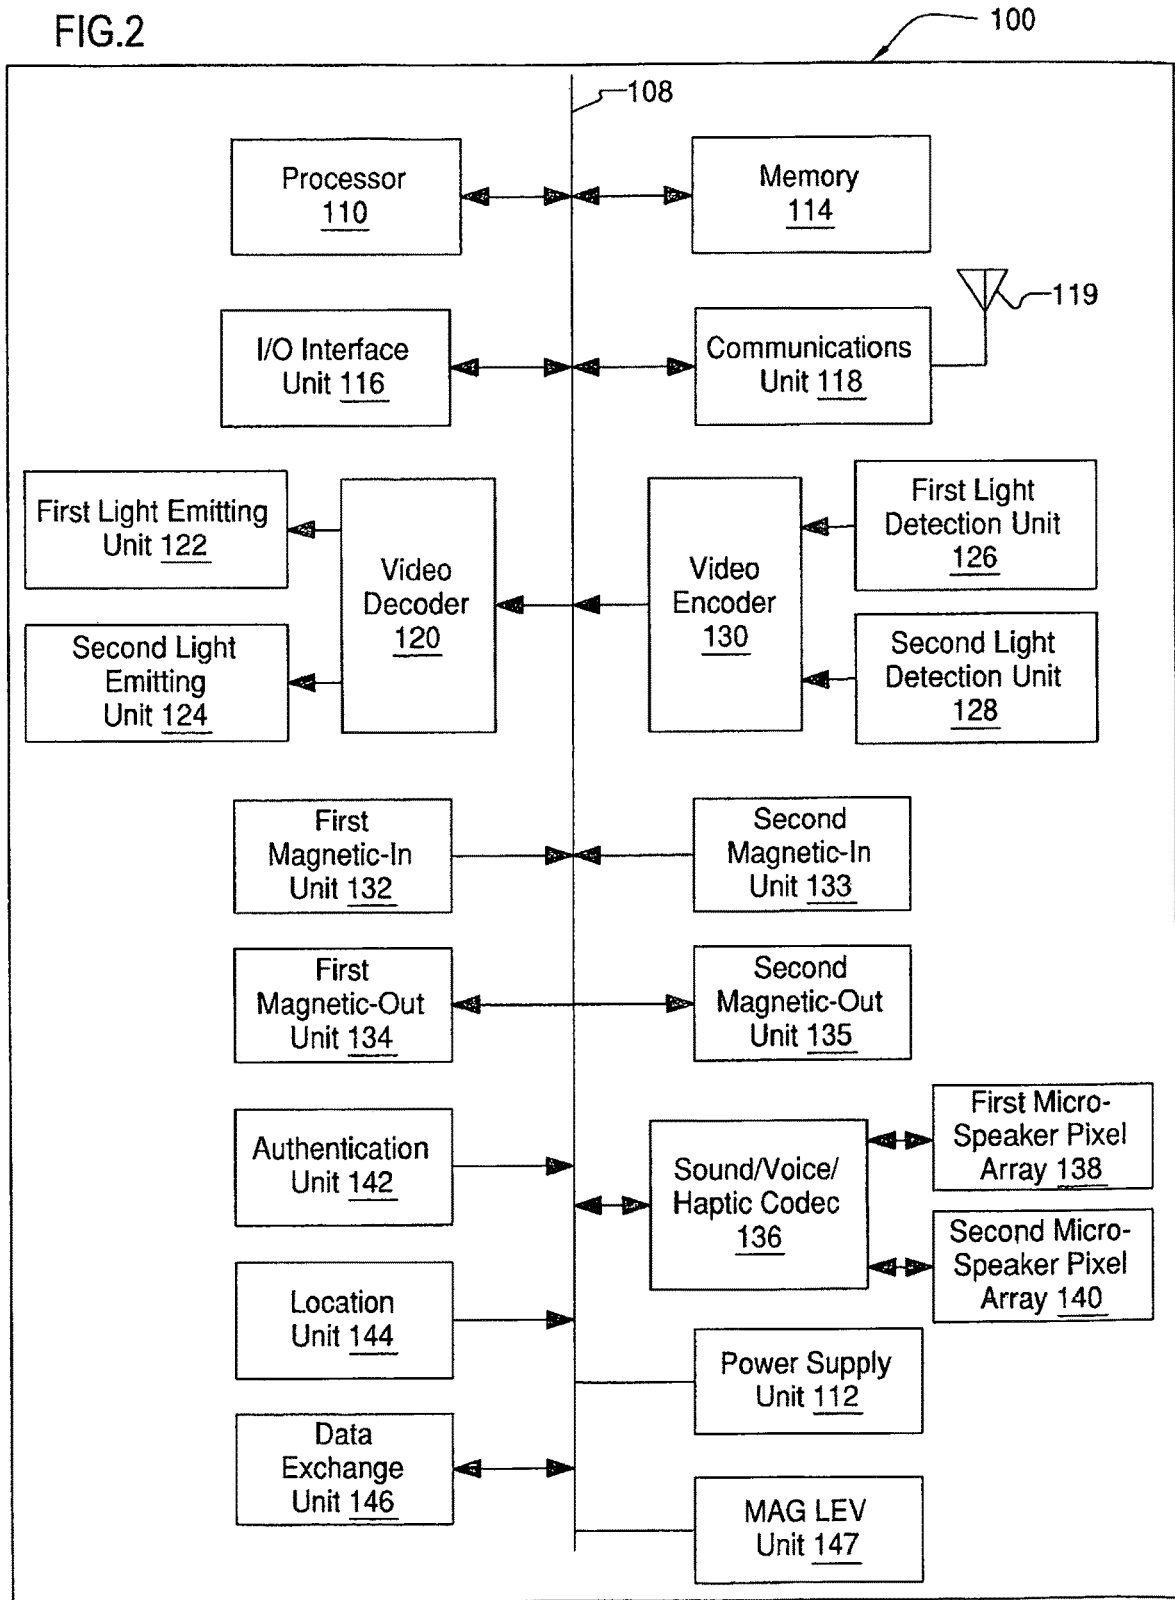 FIG.2
100
108
Processor
110
Memory
114
119
I/O Interface
Unit 116
Communications
Unit 118
First Light Emitting
Unit 122
Second Light
Emitting
Unit 124
Video
Decoder
120
Video
Encoder
130
First Light
Detection Unit
126
Second Light
Detection Unit
128
First
Magnetic-In
Unit 132
Second
Magnetic-In
Unit 133
First
Magnetic-Out
Unit 134
Second
Magnetic-Out
Unit 135
Authentication
Unit 142
Sound/Voice/
Haptic Codec
136
First Micro-
Speaker Pixel
Array 138
Second Micro-
Speaker Pixel
Array 140
Location
Unit 144
Power Supply
Unit 112
Data
Exchange
Unit 146
MAG LEV
Unit 147